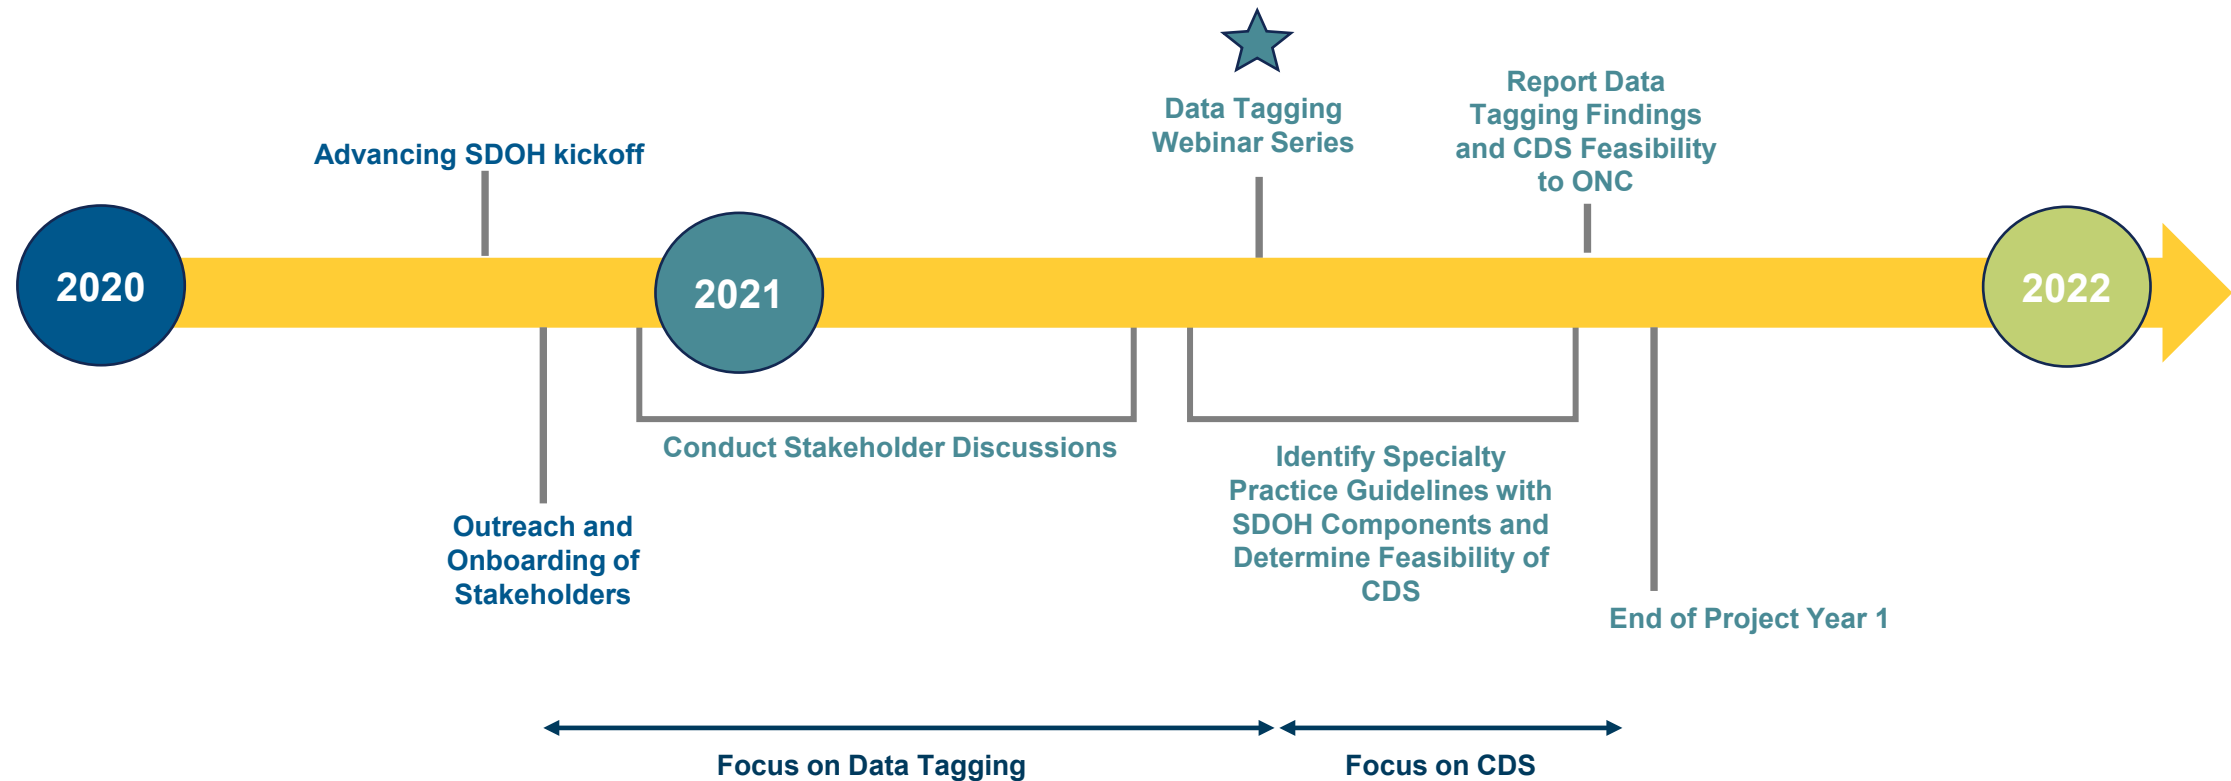 Data Tagging
Webinar Series
Report Data
Tagging Findings
and CDS Feasibility
to ONC
Advancing SDOH kickoff
2020
2021
2022
Conduct Stakeholder Discussions
Identify Specialty
Practice Guidelines with
SDOH Components and
Determine Feasibility of
CDS
Outreach and
Onboarding of
Stakeholders
End of Project Year 1
Focus on Data Tagging
Focus on CDS